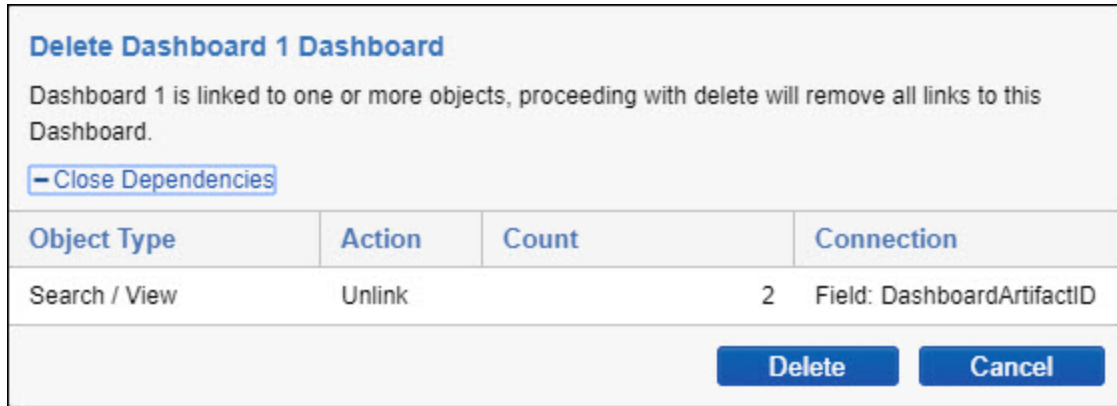 Delete Dashboard 1 Dashboard
Dashboard 1 is linked to one or more objects, proceeding with delete will remove all links to this
Dashboard.
– Close Dependencies
Object Type Action Count Connection
Search / View Unlink 2 Field: DashboardArtifactID
Delete Cancel